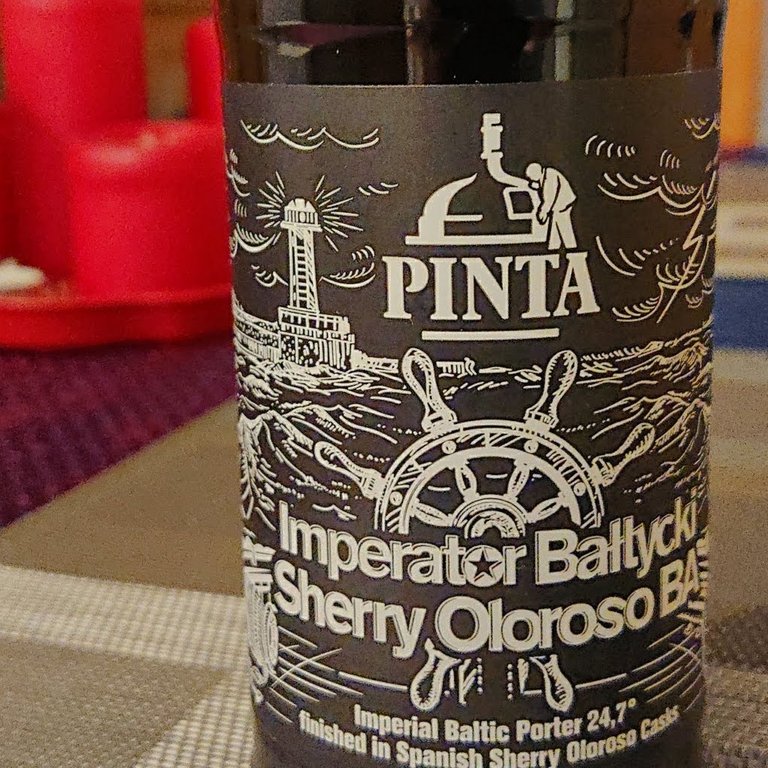 PINTA
Imperator Bałtycki
Sherry Oloroso BA
Imperial Baltic Porter 24,7°
finished in Spanish Sherry Oloroso Casks